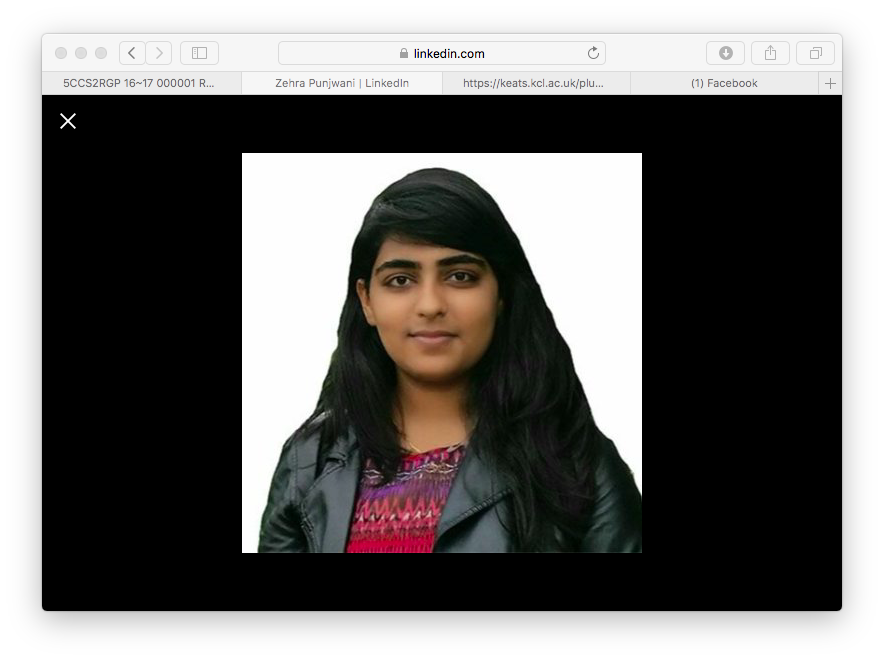 linkedin.com
5CCS2RGP 16~17 000001 R...
Zehra Punjwani | LinkedIn
https://keats.kcl.ac.uk/plu...
(1) Facebook